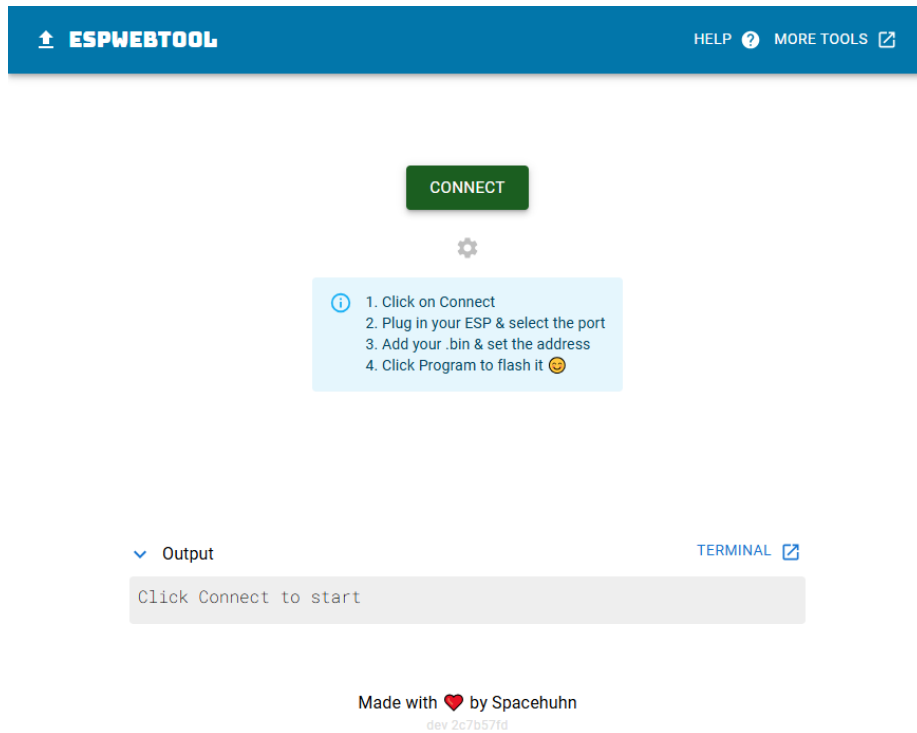 ESPWEBTOOL
HELP MORE TOOLS
CONNECT
1. Click on Connect
2. Plug in your ESP & select the port
3. Add your .bin & set the address
4. Click Program to flash it 😊
Output
TERMINAL
Click Connect to start
Made with ❤️ by Spacehuhn
dev 2c7b57fd